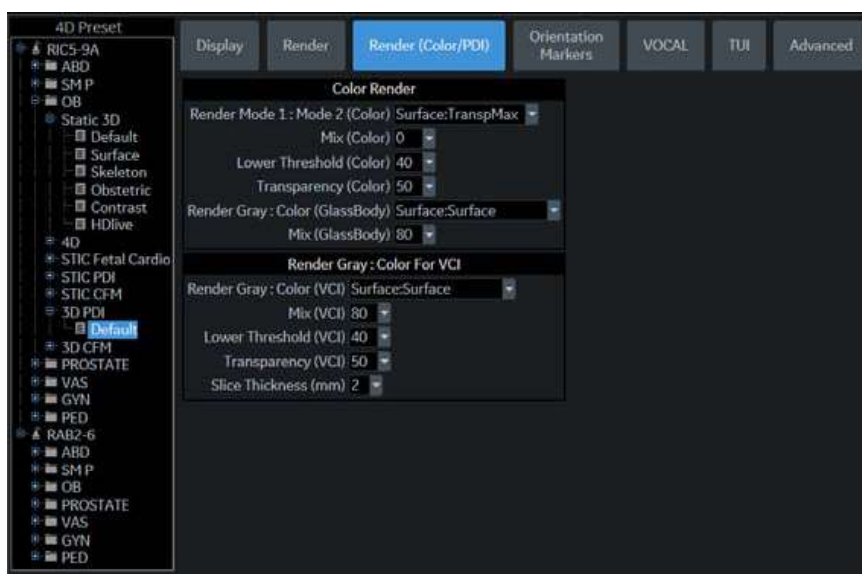 4D Preset
RIC5-9A
ABD
SM P
OB
Static 3D
Default
Surface
Skeleton
Obstetric
Contrast
HDlive
4D
STIC Fetal Cardio
STIC PDI
STIC CFM
3D PDI
Default
3D CFM
PROSTATE
VAS
GYN
PED
RAB2-6
ABD
SM P
OB
PROSTATE
VAS
GYN
PED
Display
Render
Render (Color/PDI)
Orientation
Markers
VOCAL
TUI
Advanced
Color Render
Render Mode 1 : Mode 2 (Color) Surface:TranspMax
Mix (Color) 0
Lower Threshold (Color) 40
Transparency (Color) 50
Render Gray : Color (GlassBody) Surface:Surface
Mix (GlassBody) 80
Render Gray : Color For VCI
Render Gray : Color (VCI) Surface:Surface
Mix (VCI) 80
Lower Threshold (VCI) 40
Transparency (VCI) 50
Slice Thickness (mm) 2